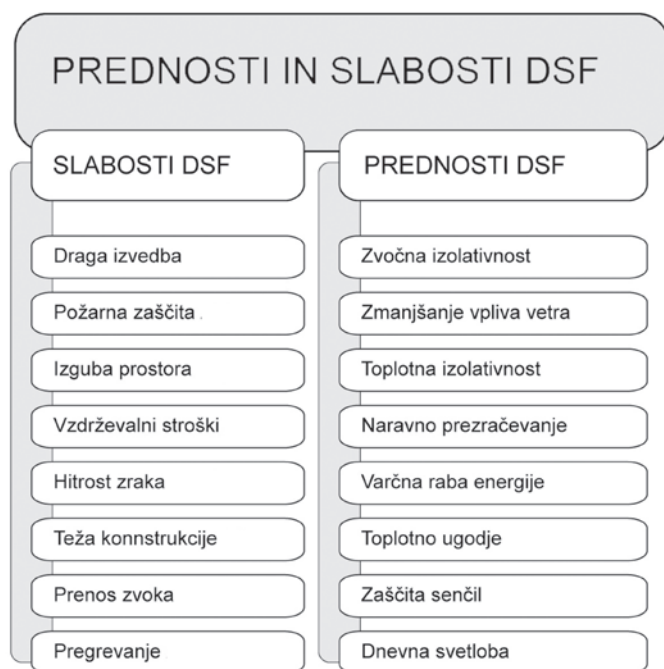 PREDNOSTI IN SLABOSTI DSF
SLABOSTI DSF
Draga izvedba
Požarna zaščita
Izguba prostora
Vzdrževalni stroški
Hitrost zraka
Teža konnstrukcije
Prenos zvoka
Pregrevanje
PREDNOSTI DSF
Zvočna izolativnost
Zmanjšanje vpliva vetra
Toplotna izolativnost
Naravno prezračevanje
Varčna raba energije
Toplotno ugodje
Zaščita senčil
Dnevna svetloba